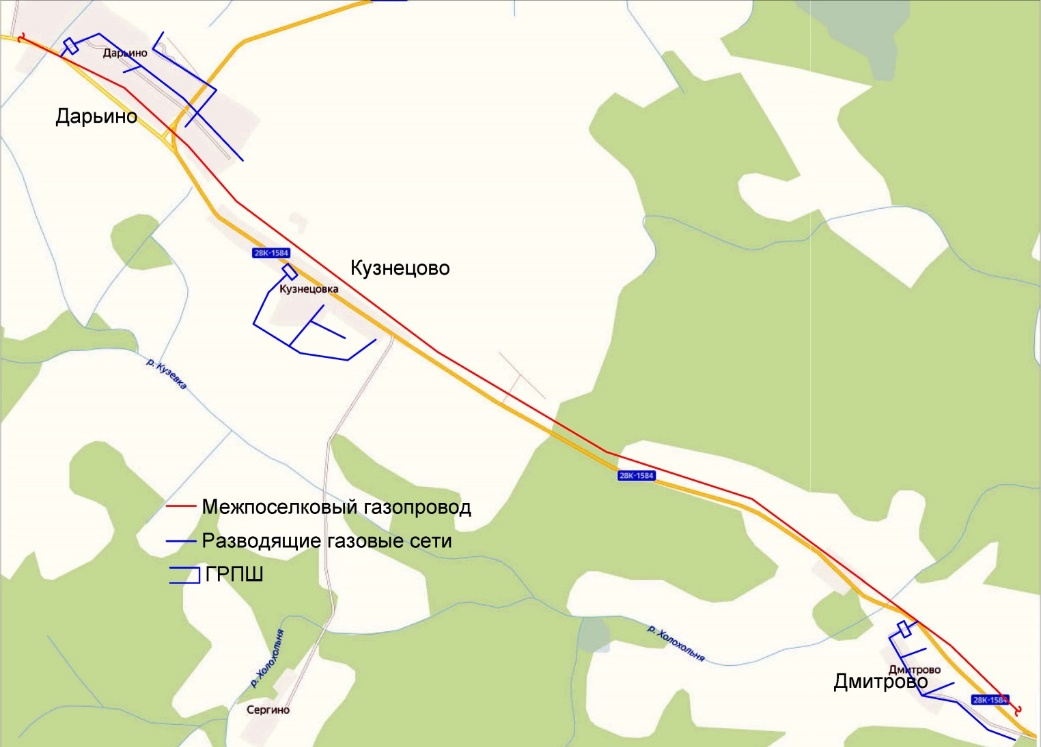 Дарьино
Дарьино
28К-1584
Кузнецово
Кузнецовка
р. Кузевка
28К-1584
Межпоселковый газопровод
Разводящие газовые сети
ГРПШ
р. Холохольня
р. Холохольня
Дмитрово
Дмитрово
28К-1584
Сергино